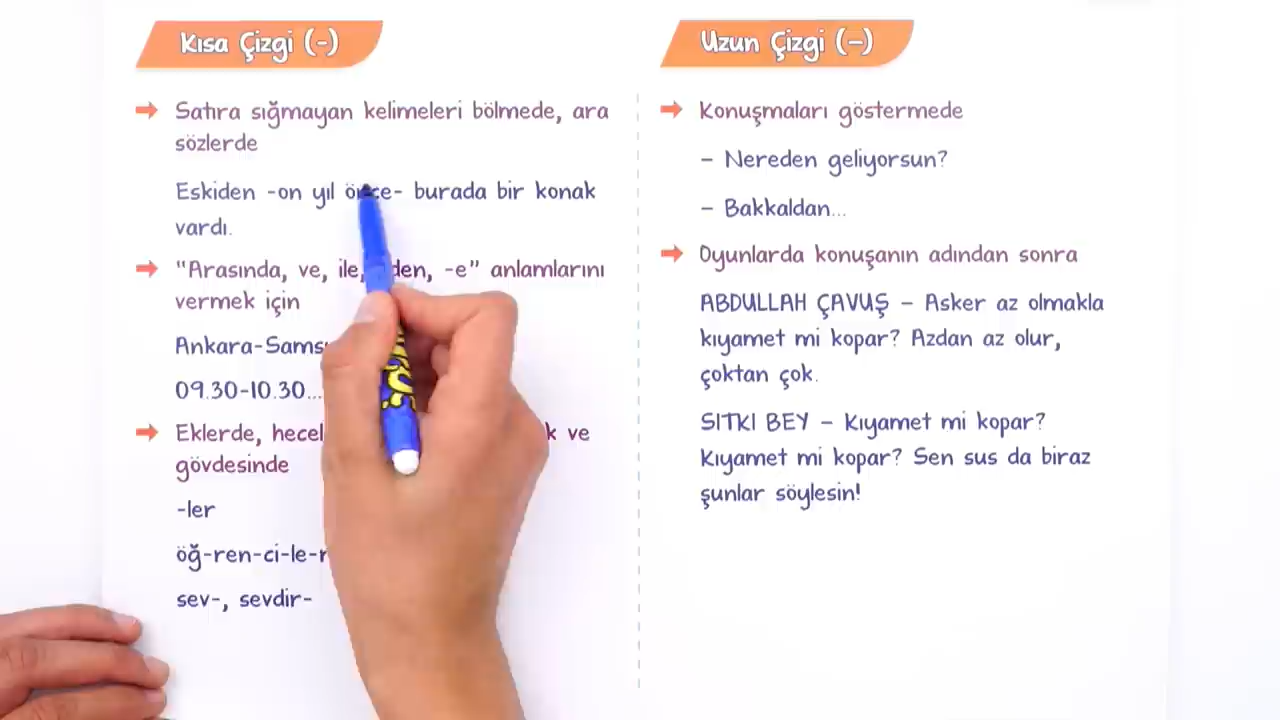 Kısa Çizgi (-)
Satıra sığmayan kelimeleri bölmede, ara
sözlerde
Eskiden -on yıl önce- burada bir konak
vardı.
"Arasında, ve, ile, -den, -e" anlamlarını
vermek için
Ankara-Sams
09.30-10.30...
Eklerde, ve
gövdesinde
-ler
öğ-ren-ci-le-r
sev-, sevdir-
Uzun Çizgi (–)
Konuşmaları göstermede
– Nereden geliyorsun?
– Bakkaldan...
Oyunlarda konuşanın adından sonra
ABDULLAH ÇAVUŞ – Asker az olmakla
kıyamet mi kopar? Azdan az olur,
çoktan çok.
SITKI BEY – Kıyamet mi kopar?
Kıyamet mi kopar? Sen sus da biraz
şunlar söylesin!